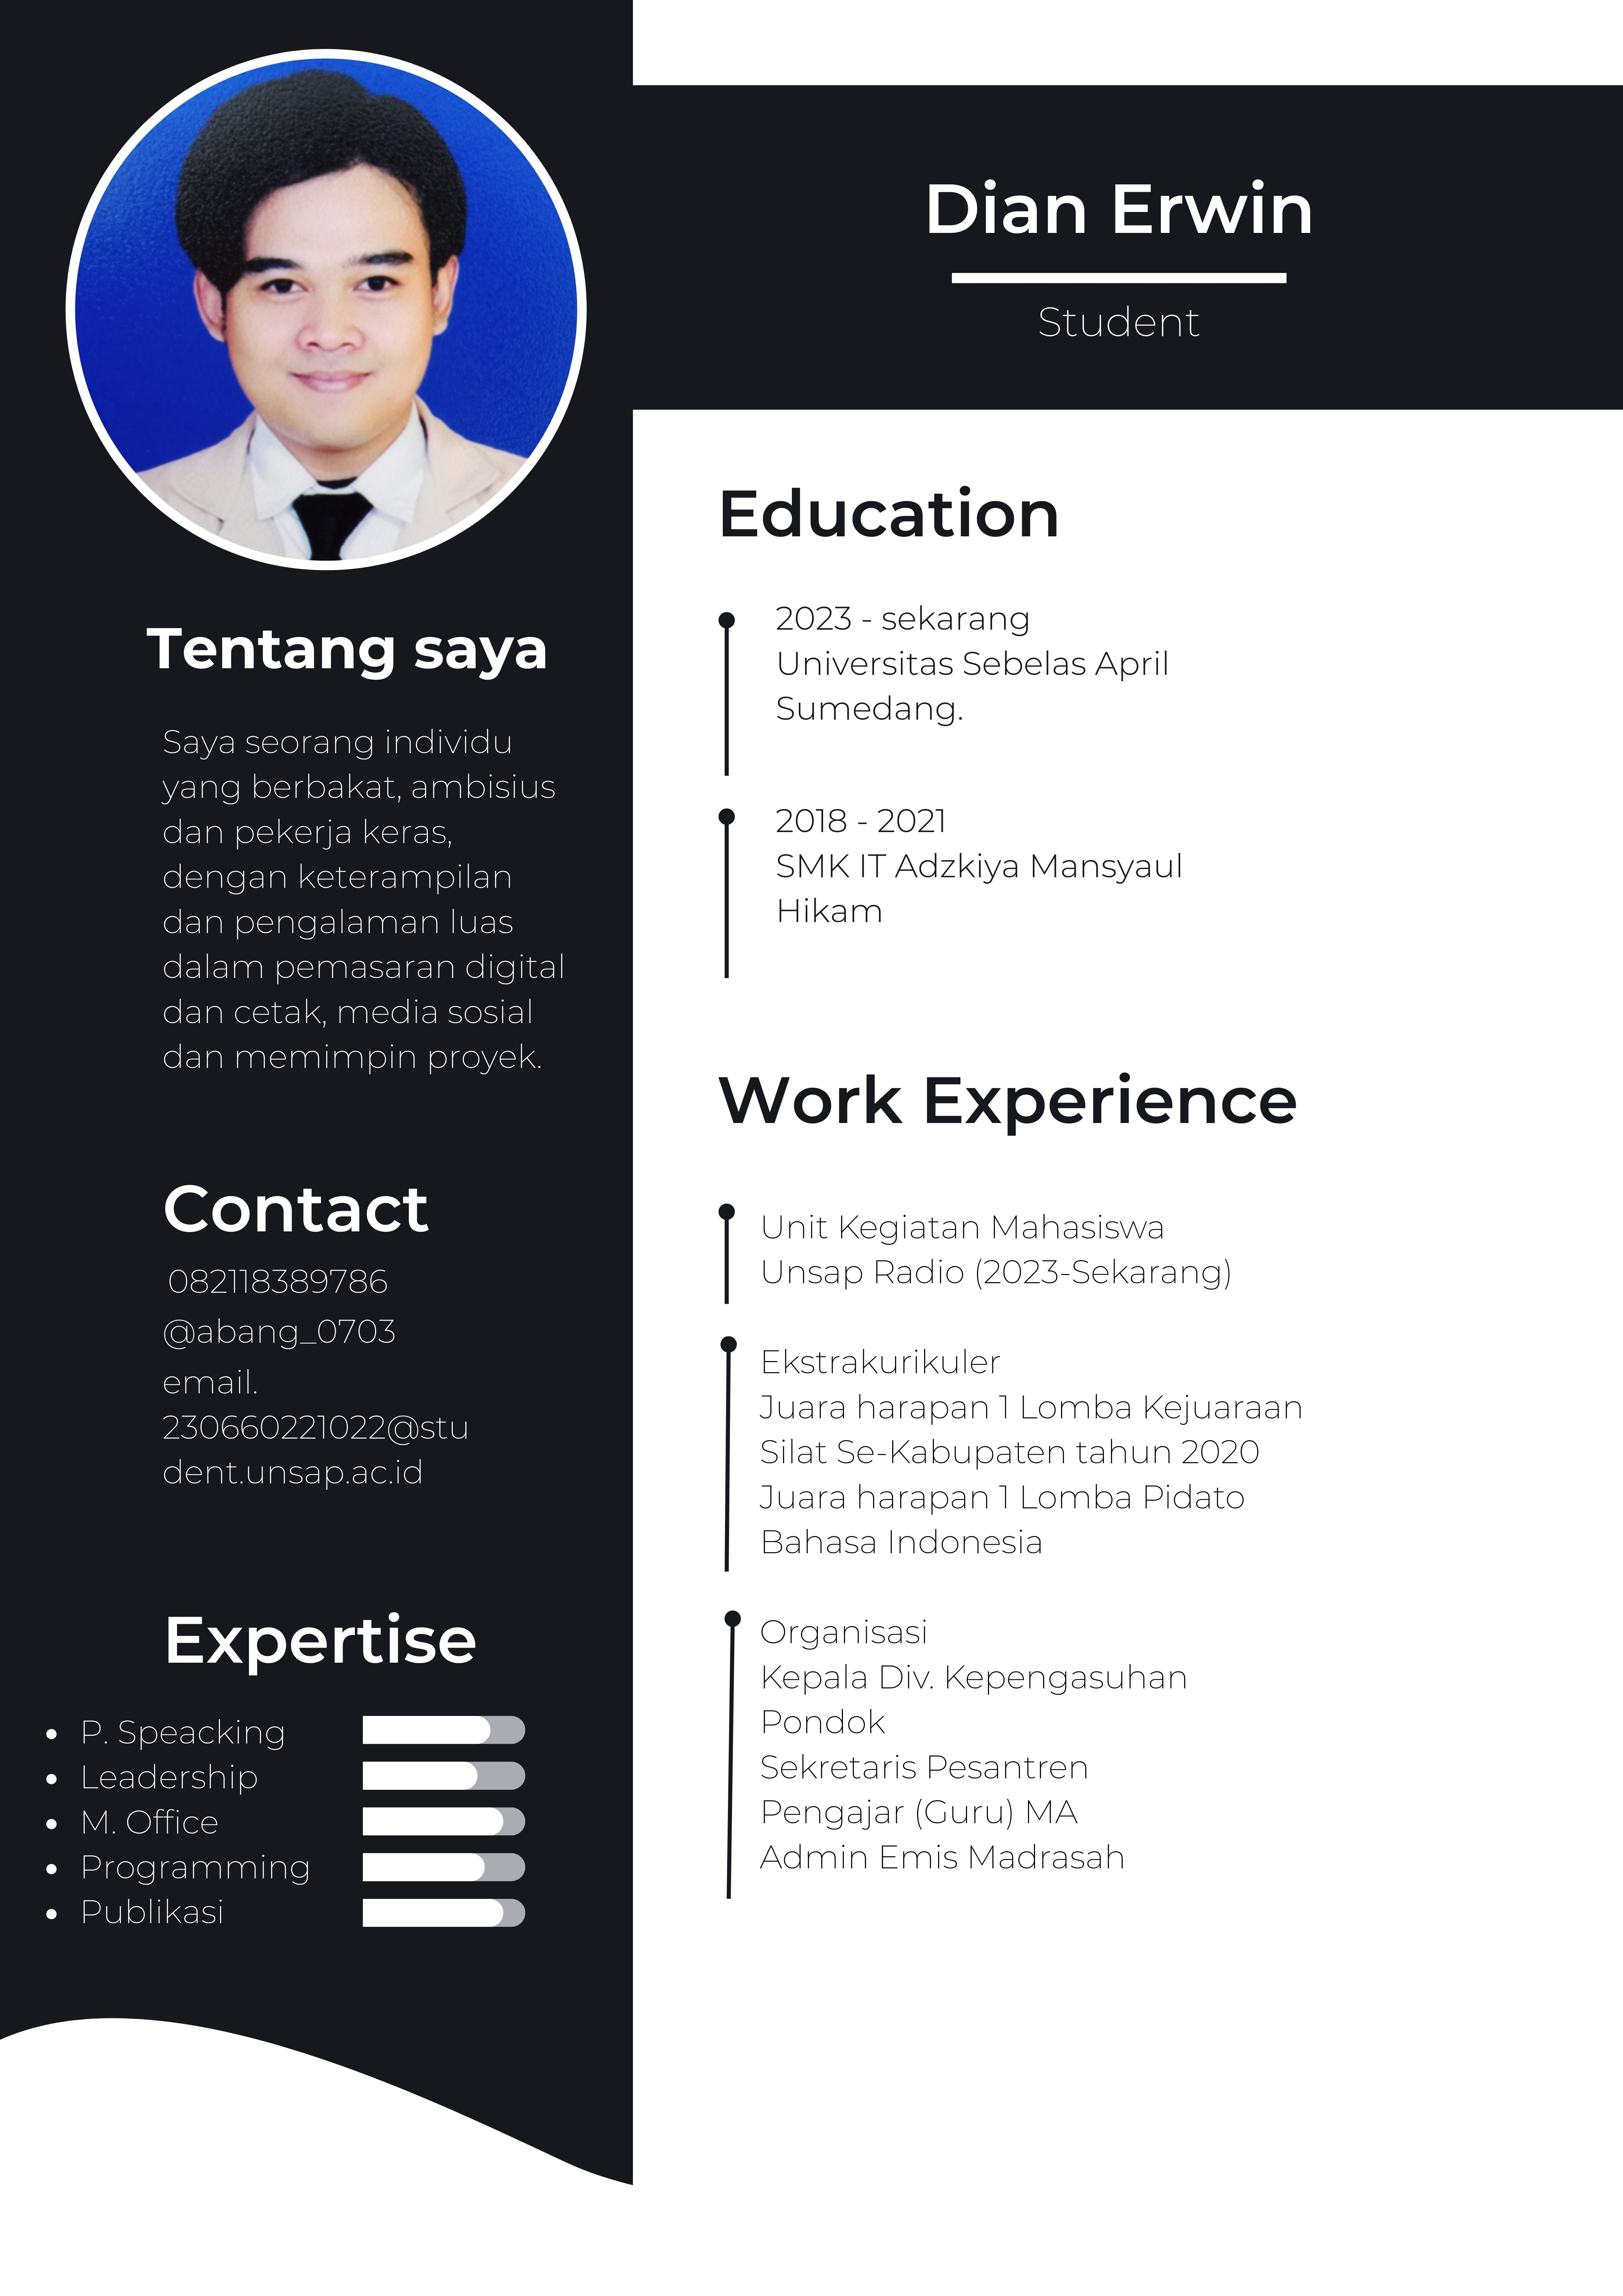 Dian Erwin
Student
Tentang saya
Saya seorang individu
yang berbakat, ambisius
dan pekerja keras,
dengan keterampilan
dan pengalaman luas
dalam pemasaran digital
dan cetak, media sosial
dan memimpin proyek.
Contact
082118389786
@abang_0703
email.
230660221022@stu
dent.unsap.ac.id
Expertise
P. Speacking
Leadership
M. Office
Programming
Publikasi
Education
2023 - sekarang
Universitas Sebelas April
Sumedang.
2018 - 2021
SMK IT Adzkiya Mansyaul
Hikam
Work Experience
Unit Kegiatan Mahasiswa
Unsap Radio (2023-Sekarang)
Ekstrakurikuler
Juara harapan 1 Lomba Kejuaraan
Silat Se-Kabupaten tahun 2020
Juara harapan 1 Lomba Pidato
Bahasa Indonesia
Organisasi
Kepala Div. Kepengasuhan
Pondok
Sekretaris Pesantren
Pengajar (Guru) MA
Admin Emis Madrasah